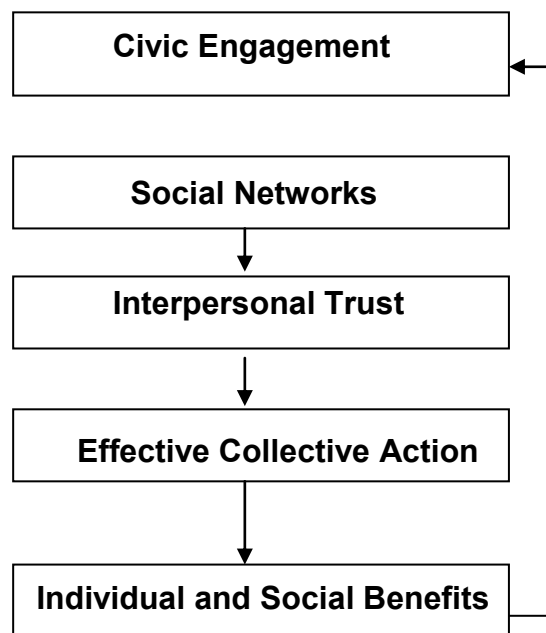 Civic Engagement
Social Networks
Interpersonal Trust
Effective Collective Action
Individual and Social Benefits